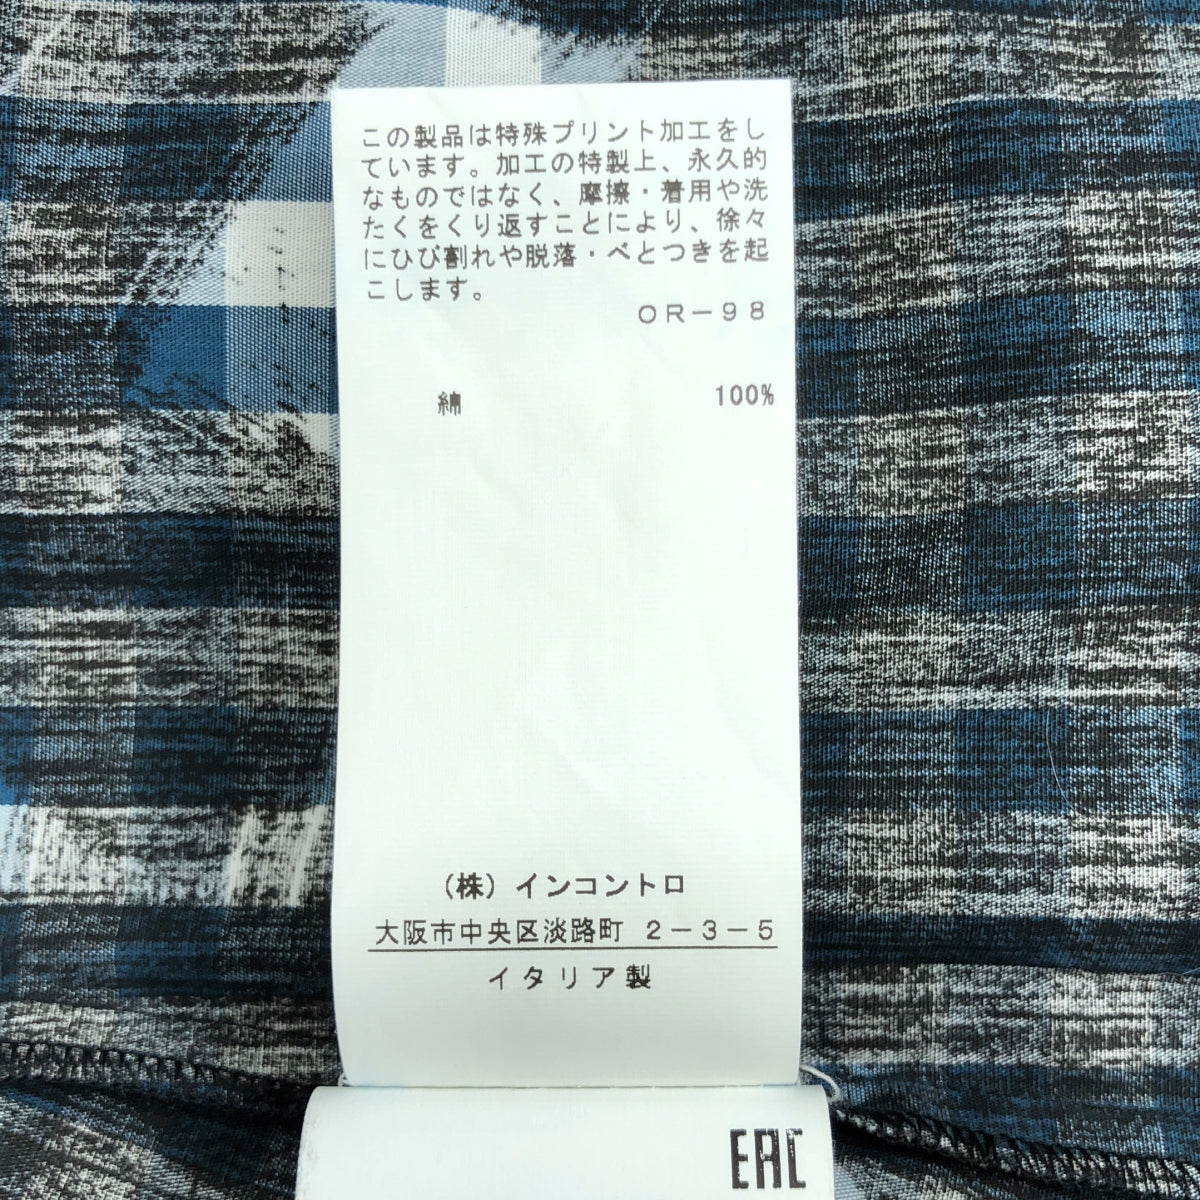 この製品は特殊プリント加工をし
ています。加工の特製上、永久的
なものではなく、摩擦・着用や洗
たくをくり返すことにより、徐々
にひび割れや脱落・べとつきを起
こします。
ＯＲ－９８
綿 100%
（株）インコントロ
大阪市中央区淡路町 ２－３－５
イタリア製
EAC